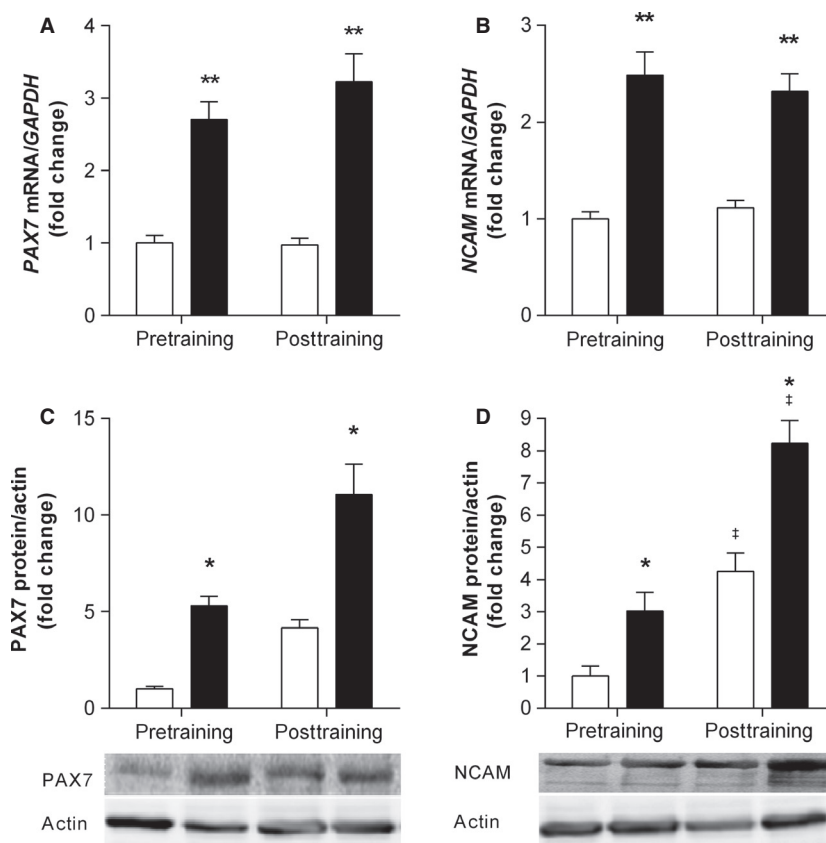 A
PAX7 mRNA/GAPDH
(fold change)
4
3
2
1
0
**
**
Pretraining
Posttraining
B
NCAM mRNA/GAPDH
(fold change)
3
2
1
0
**
**
Pretraining
Posttraining
C
PAX7 protein/actin
(fold change)
15
10
5
0
*
*
Pretraining
Posttraining
PAX7
Actin
D
NCAM protein/actin
(fold change)
9
8
7
6
5
4
3
2
1
0
*
‡
*
‡
Pretraining
Posttraining
NCAM
Actin